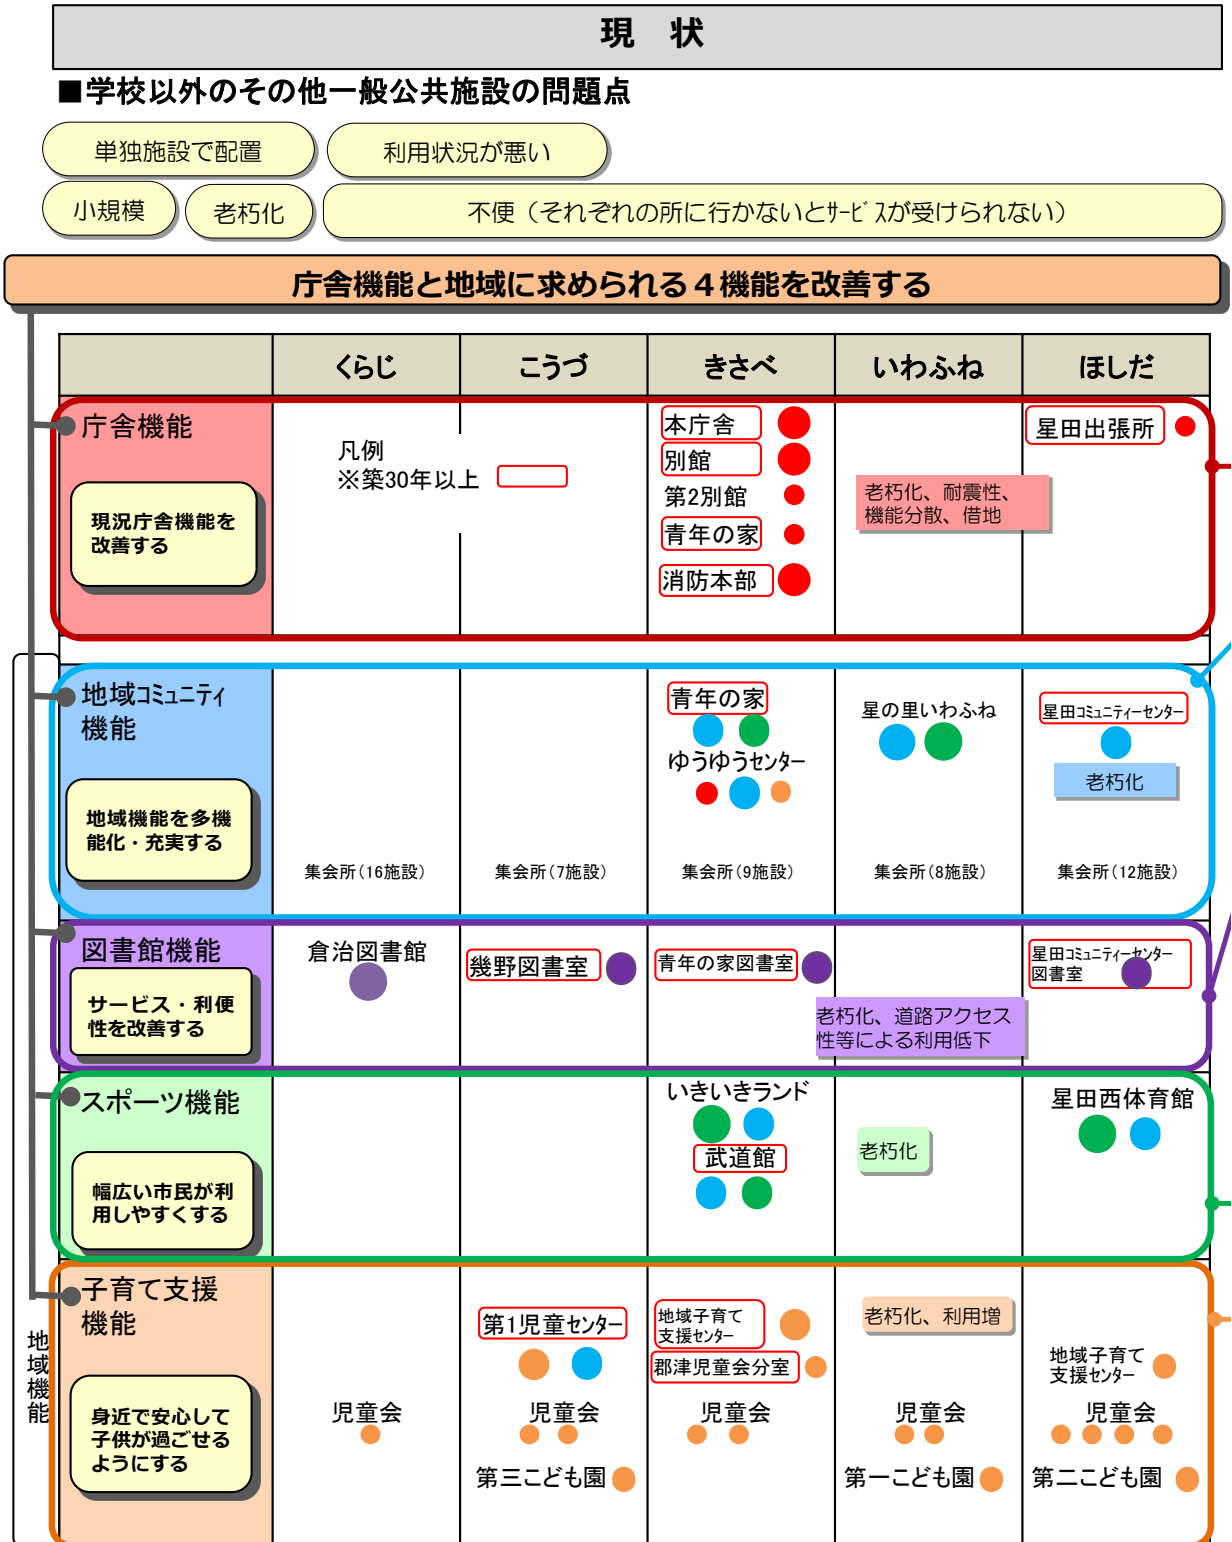 現　状
■学校以外のその他一般公共施設の問題点
単独施設で配置
利用状況が悪い
小規模
老朽化
不便（それぞれの所に行かないとｻｰﾋﾞｽが受けられない）
庁舎機能と地域に求められる４機能を改善する
くらじ
こうづ
きさべ
いわふね
ほしだ
庁舎機能
現況庁舎機能を
改善する
凡例
※築30年以上
本庁舎
別館
第2別館
青年の家
消防本部
老朽化、耐震性、
機能分散、借地
星田出張所
地域機能
地域ｺﾐｭﾆﾃｨ
機能
地域機能を多機
能化・充実する
集会所（16施設）
集会所（7施設）
青年の家
ゆうゆうｾﾝﾀｰ
集会所（9施設）
星の里いわふね
集会所（8施設）
星田ｺﾐｭﾆﾃｨｰｾﾝﾀｰ
老朽化
集会所（12施設）
図書館機能
サービス・利便
性を改善する
倉治図書館
幾野図書室
青年の家図書室
老朽化、道路アクセス
性等による利用低下
星田ｺﾐｭﾆﾃｨｰｾﾝﾀｰ
図書室
スポーツ機能
幅広い市民が利
用しやすくする
いきいきランド
武道館
老朽化
星田西体育館
子育て支援
機能
身近で安心して
子供が過ごせる
ようにする
児童会
第1児童ｾﾝﾀｰ
児童会
第三こども園
地域子育て
支援ｾﾝﾀｰ
郡津児童会分室
児童会
老朽化、利用増
児童会
第一こども園
地域子育て
支援ｾﾝﾀｰ
児童会
第二こども園